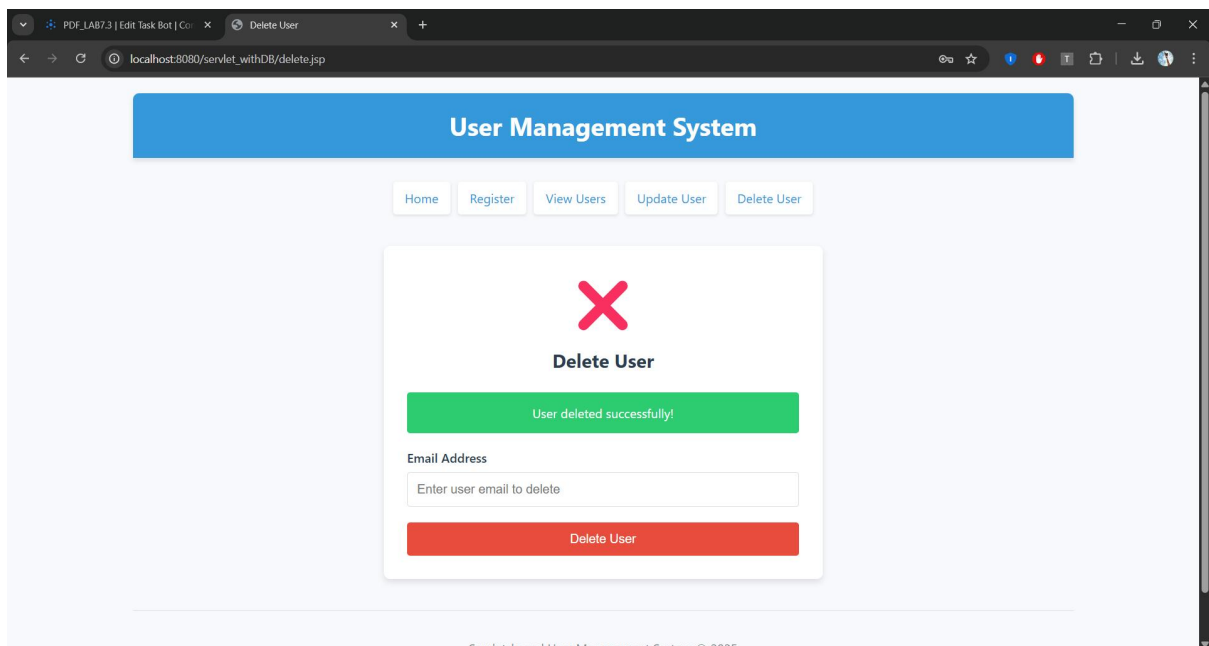 PDF_LAB7.3 | Edit Task Bot | Co
Delete User
localhost:8080/servlet_withDB/delete.jsp
T
User Management System
Home Register View Users Update User Delete User
Delete User
User deleted successfully!
Email Address
Enter user email to delete
Delete User